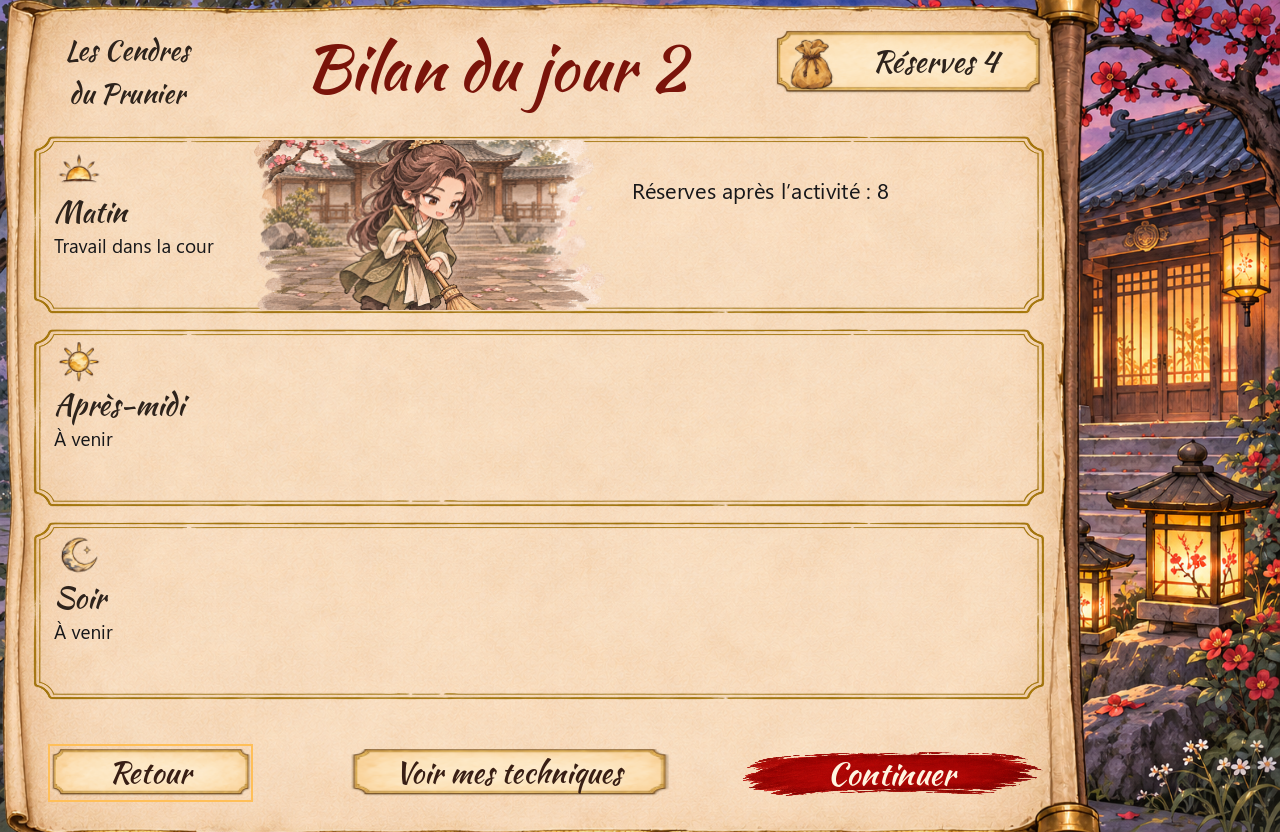 Les Cendres
du Prunier
Bilan du jour 2
Réserves 4
Matin
Travail dans la cour
Réserves après l'activité : 8
Après-midi
À venir
Soir
À venir
Retour
Voir mes techniques
Continuer